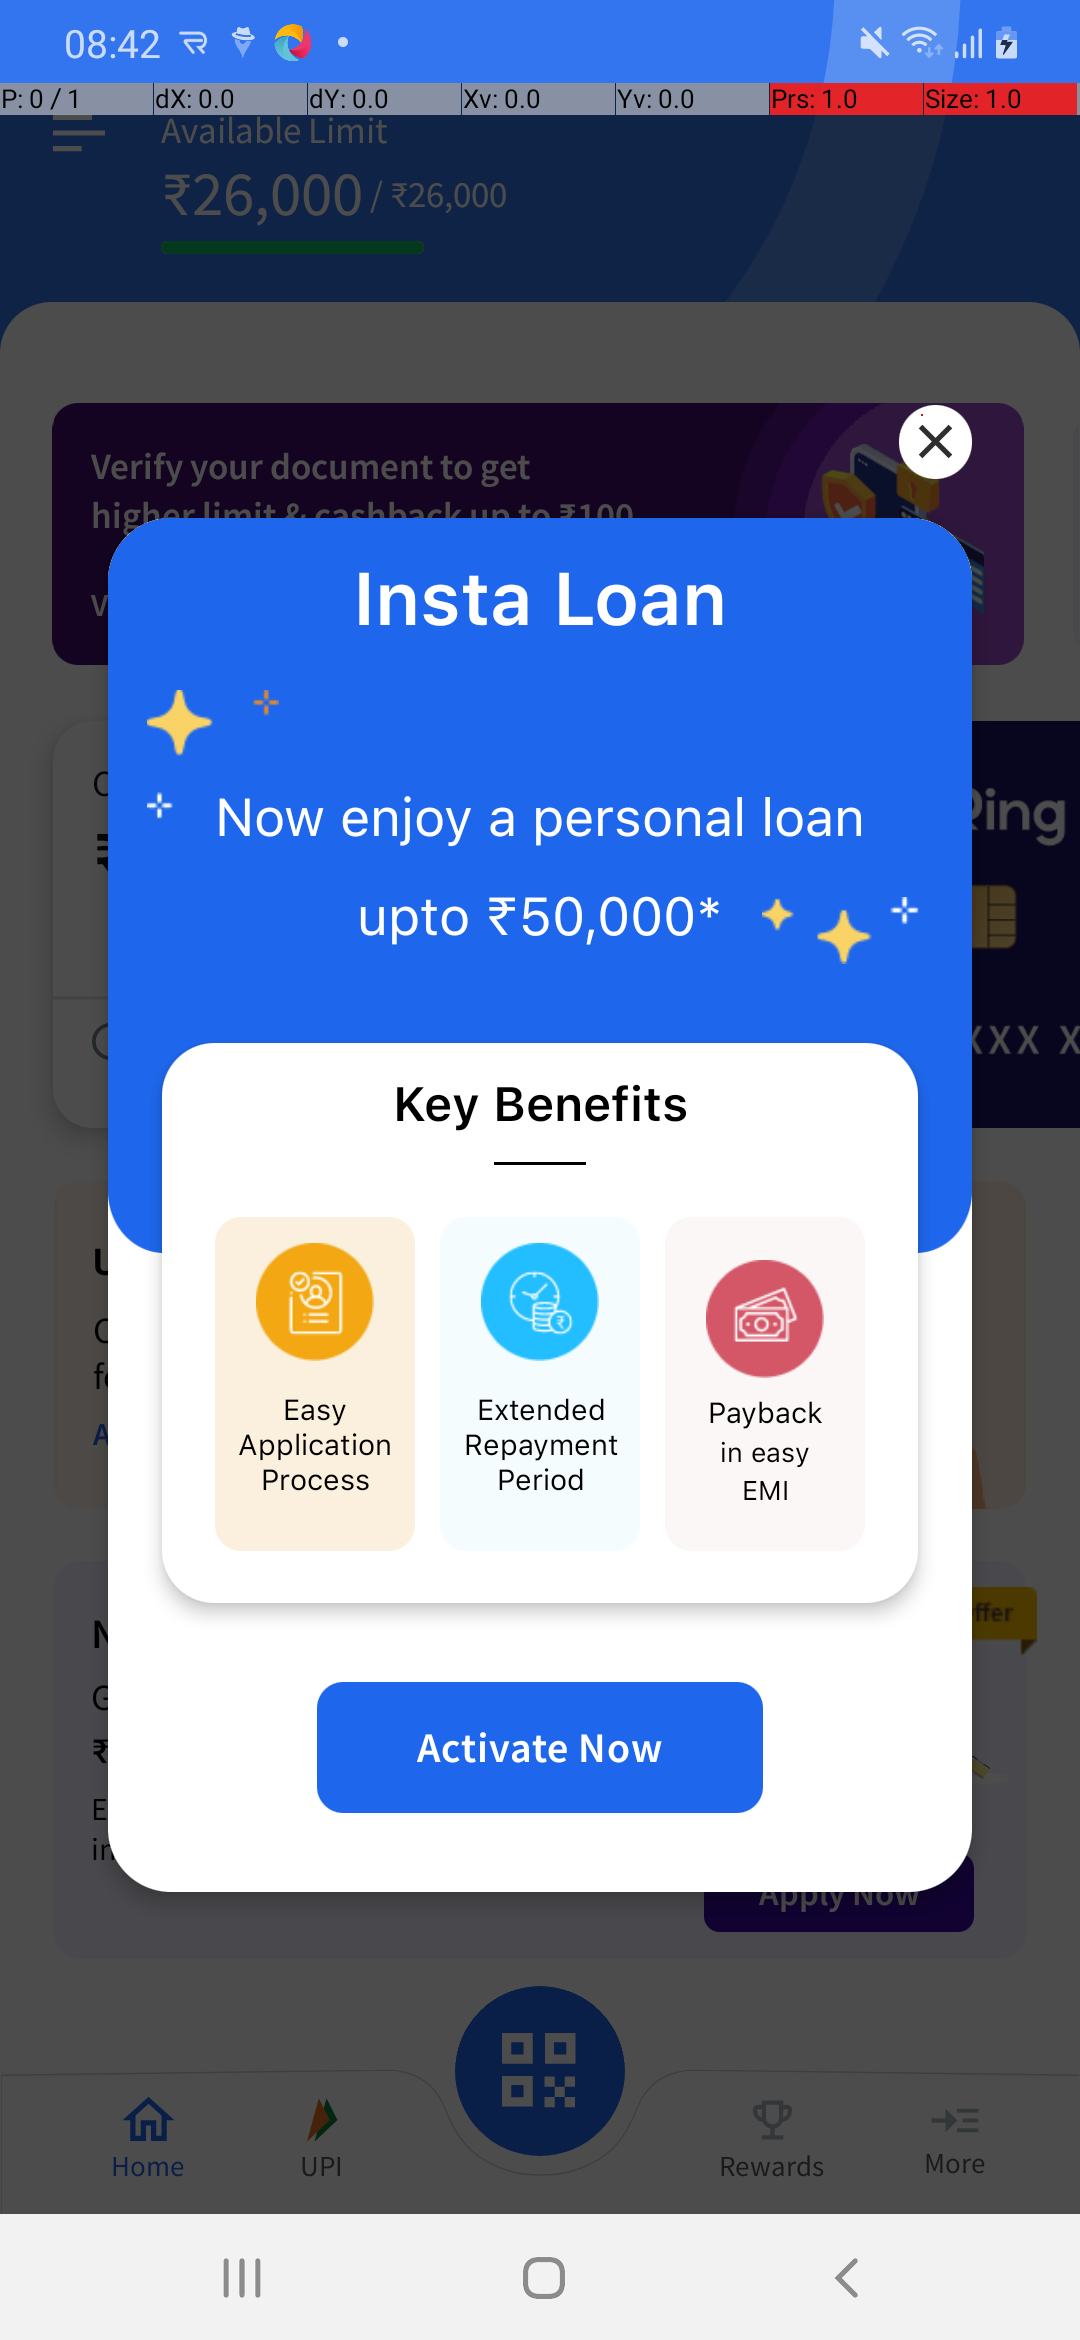 08:42
P: 0 / 1 dX: 0.0 dY: 0.0 Xv: 0.0 Yv: 0.0 Prs: 1.0 Size: 1.0
Available Limit
₹26,000 / ₹26,000
Verify your document to get
higher limit & cashback up to ₹100
Insta Loan
Now enjoy a personal loan
upto ₹50,000*
Key Benefits
Easy
Application
Process
Extended
Repayment
Period
Payback
in easy
EMI
Activate Now
Apply Now
Home
UPI
Rewards
More